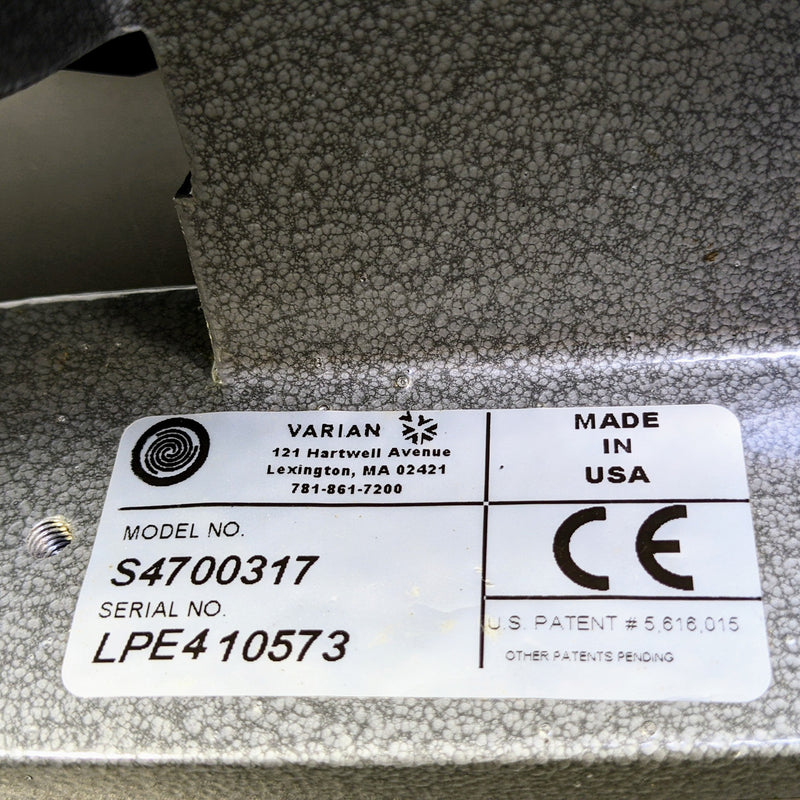 VARIAN
121 Hartwell Avenue
Lexington, MA 02421
781-861-7200
MADE
IN
USA
MODEL NO.
S4700317
SERIAL NO.
LPE410573
CE
U.S. PATENT # 5,616,015
OTHER PATENTS PENDING